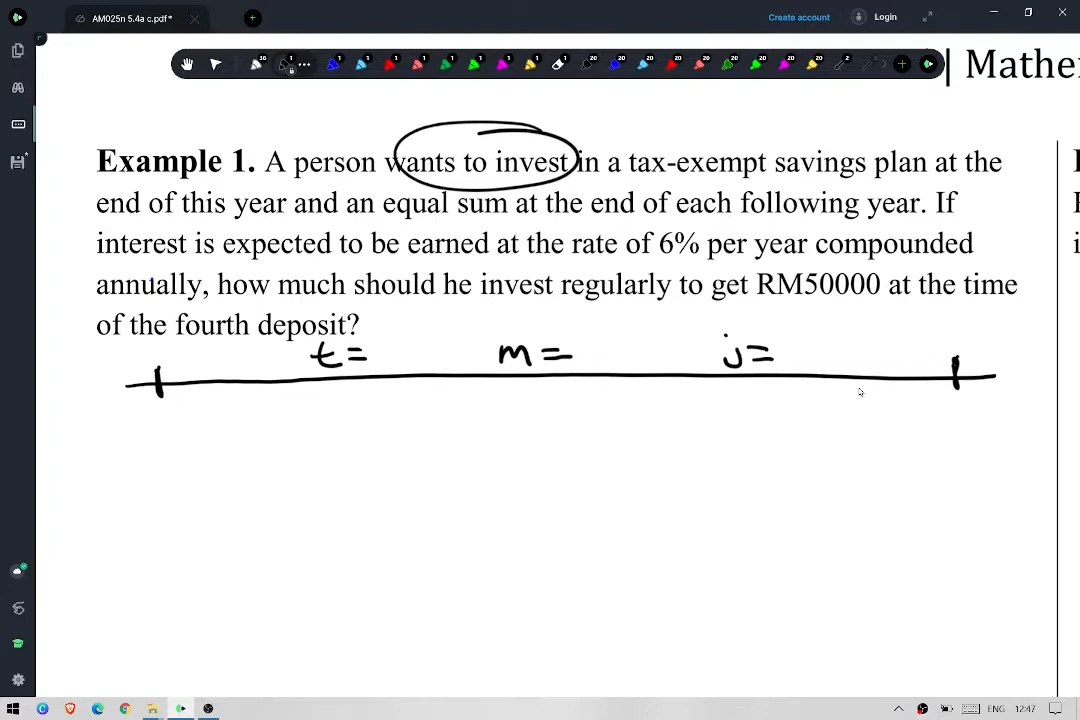 AM025n 5.4a c.pdf*
Create account
Login
| Mathe
Example 1. A person wants to invest in a tax-exempt savings plan at the
end of this year and an equal sum at the end of each following year. If
interest is expected to be earned at the rate of 6% per year compounded
annually, how much should he invest regularly to get RM50000 at the time
of the fourth deposit?
t= m= j=
ENG 12:47